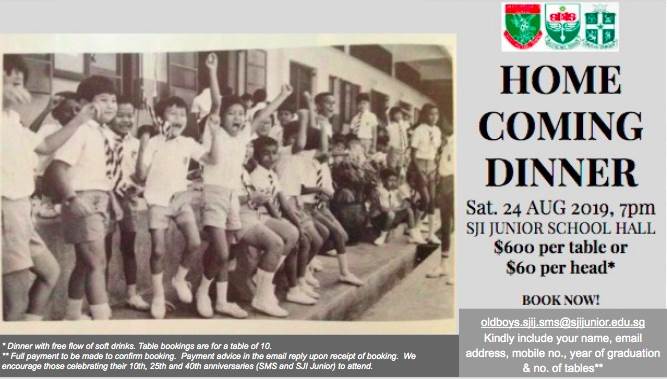 HOME
COMING
DINNER
Sat. 24 AUG 2019, 7pm
SJI JUNIOR SCHOOL HALL
$600 per table or
$60 per head*
BOOK NOW!
oldboys.sjij.sms@sjijunior.edu.sg
Kindly include your name, email
address, mobile no., year of graduation
& no. of tables**
* Dinner with free flow of soft drinks. Table bookings are for a table of 10.
** Full payment to be made to confirm booking. Payment advice in the email reply upon receipt of booking. We
encourage those celebrating their 10th, 25th and 40th anniversaries (SMS and SJI Junior) to attend.